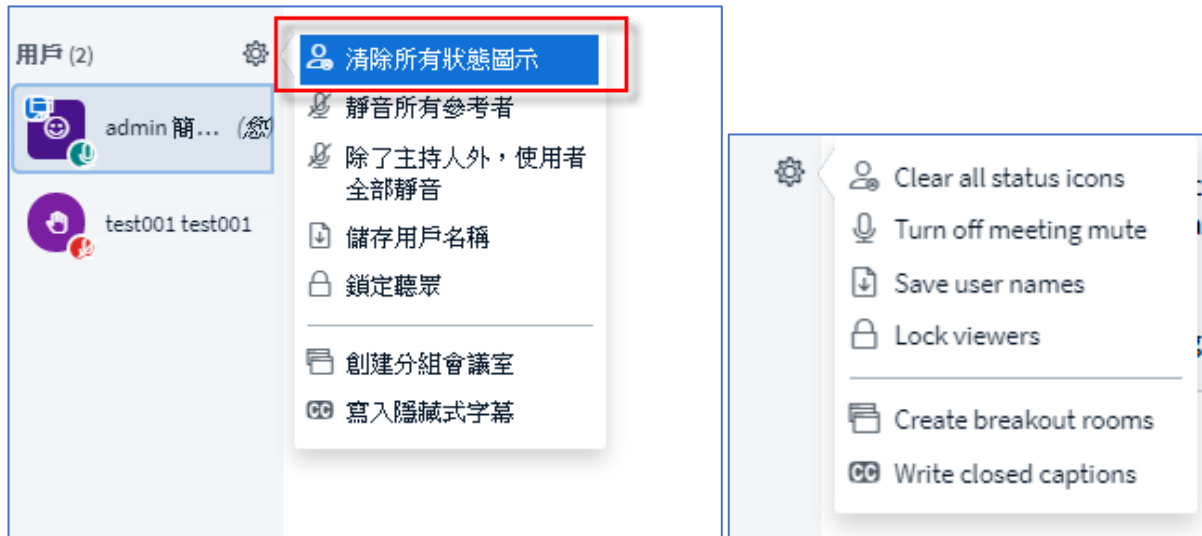 用戶 (2)
清除所有狀態圖示
admin 簡... (您)
靜音所有參考者
除了主持人外，使用者
全部靜音
test001 test001
儲存用戶名稱
鎖定聽眾
創建分組會議室
寫入隱藏式字幕
Clear all status icons
Turn off meeting mute
Save user names
Lock viewers
Create breakout rooms
Write closed captions